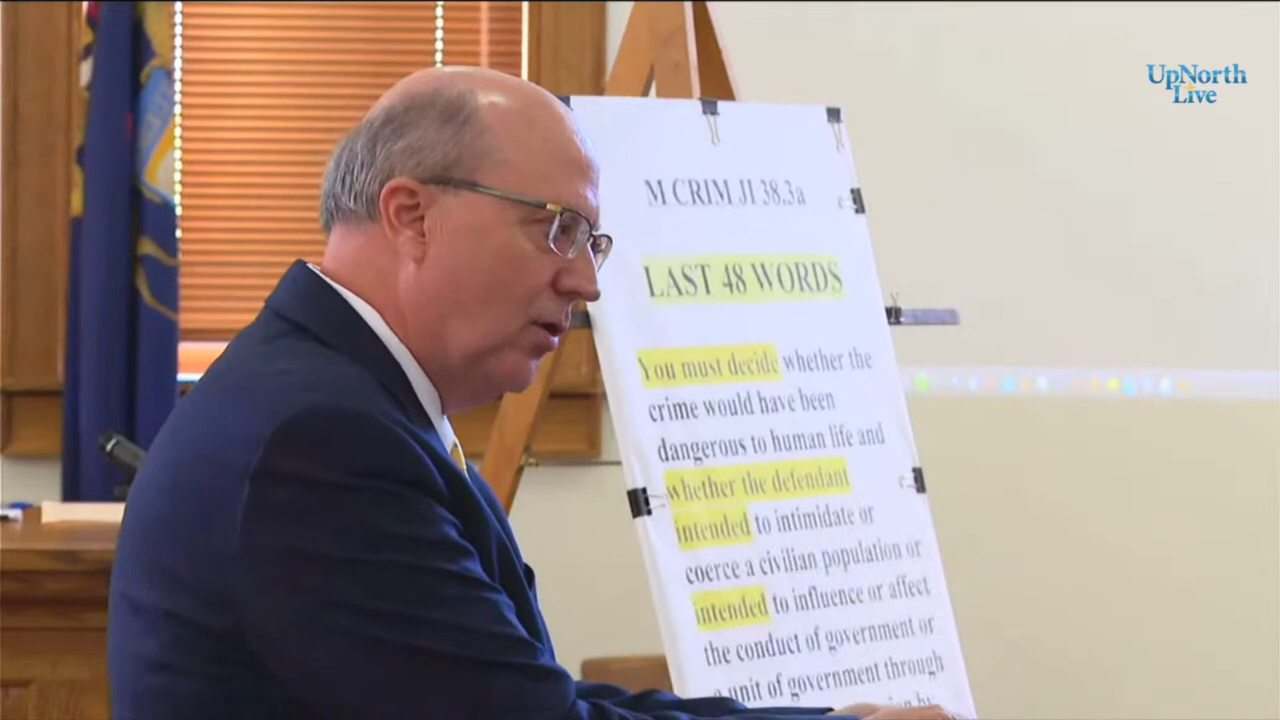 UpNorth
Live
M CRIM JI 38.3a
LAST 48 WORDS
You must decide whether the
crime would have been
dangerous to human life and
whether the defendant
intended to intimidate or
coerce a civilian population or
intended to influence or affect
the conduct of government or
a unit of government through
by